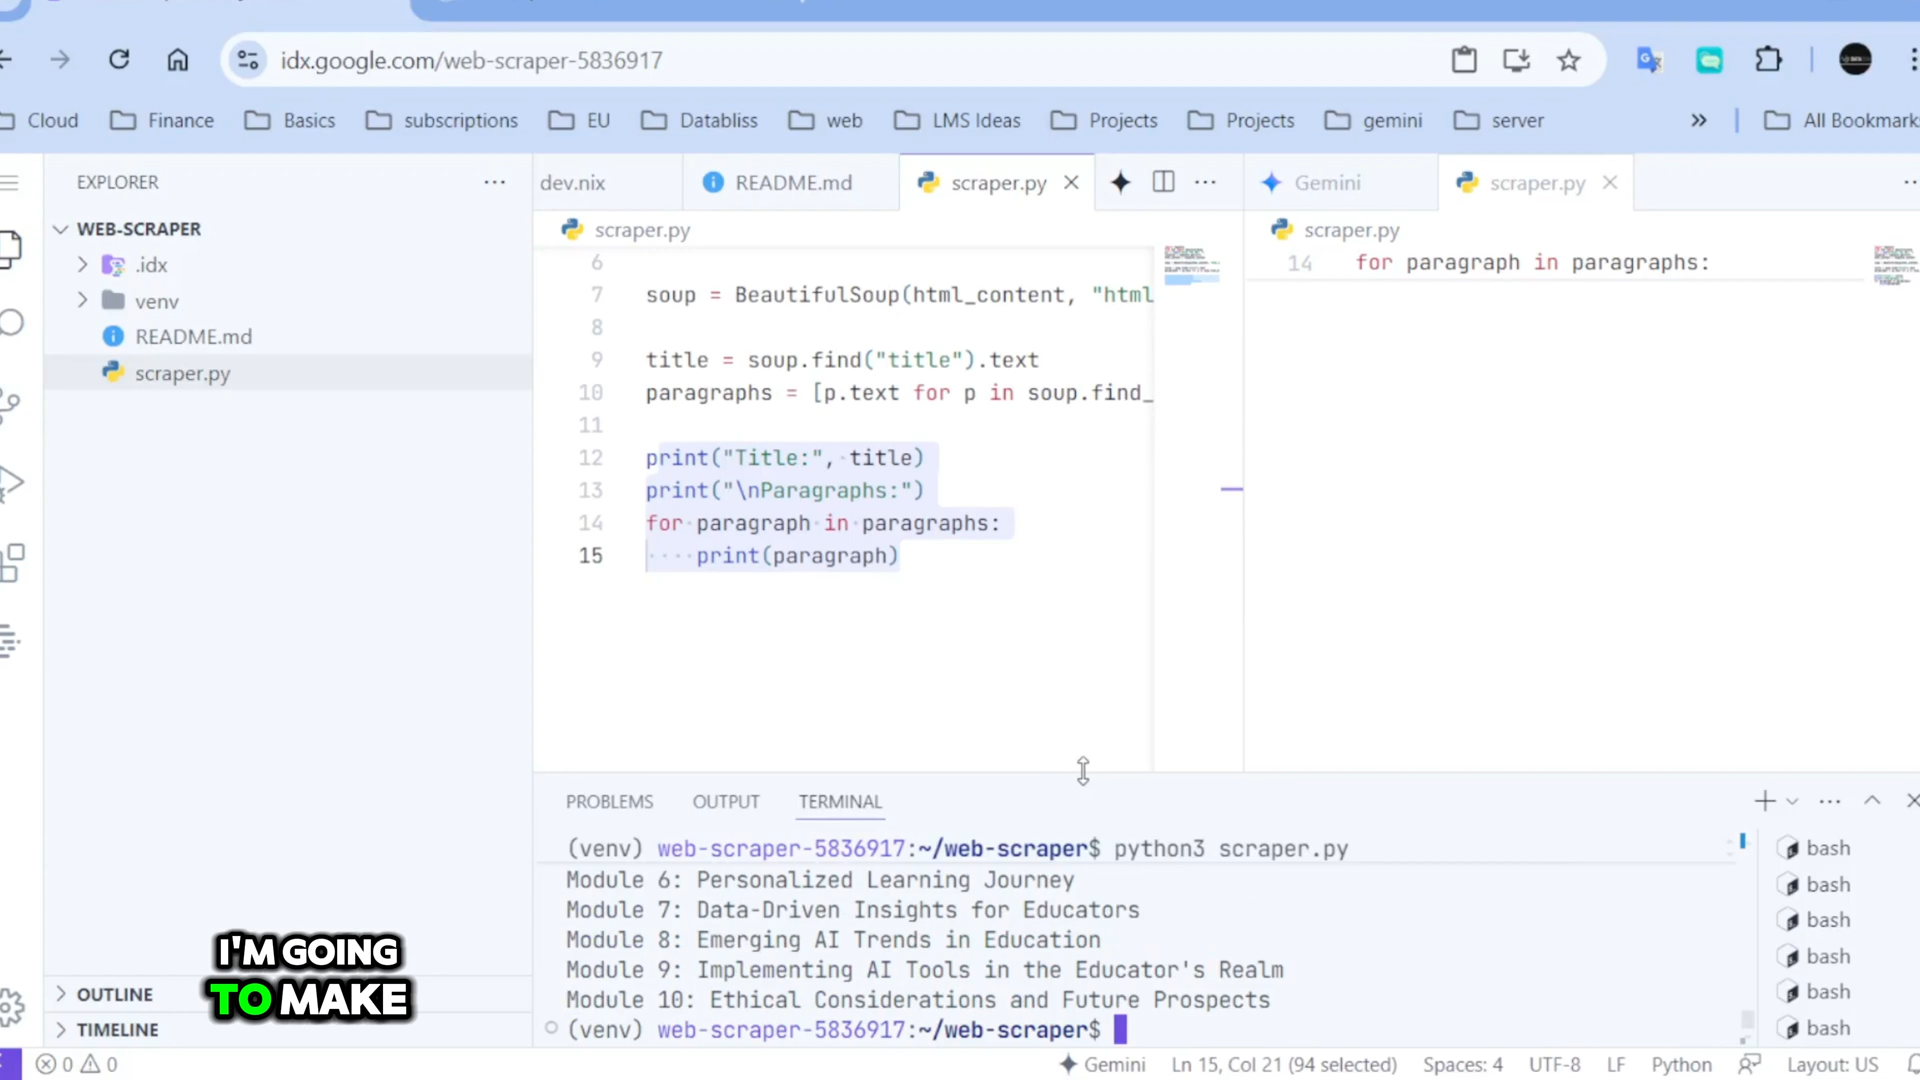 idx.google.com/web-scraper-5836917
Cloud Finance Basics subscriptions EU Databliss web LMS Ideas Projects Projects gemini server » All Bookmark
EXPLORER
WEB-SCRAPER
.idx
venv
README.md
scraper.py
OUTLINE
TIMELINE
dev.nix README.md scraper.py
scraper.py
6
7 soup = BeautifulSoup(html_content, "html
8
9 title = soup.find("title").text
10 paragraphs = [p.text for p in soup.find_
11
12 print("Title:", title)
13 print("\nParagraphs:")
14 for paragraph in paragraphs:
15 print(paragraph)
Gemini scraper.py
scraper.py
14 for paragraph in paragraphs:
PROBLEMS OUTPUT TERMINAL
(venv) web-scraper-5836917:~/web-scraper$ python3 scraper.py
Module 6: Personalized Learning Journey
Module 7: Data-Driven Insights for Educators
Module 8: Emerging AI Trends in Education
Module 9: Implementing AI Tools in the Educator's Realm
Module 10: Ethical Considerations and Future Prospects
(venv) web-scraper-5836917:~/web-scraper$
bash
bash
bash
bash
bash
bash
I'M GOING
TO MAKE
0 0 Gemini Ln 15, Col 21 (94 selected) Spaces: 4 UTF-8 LF Python Layout: US